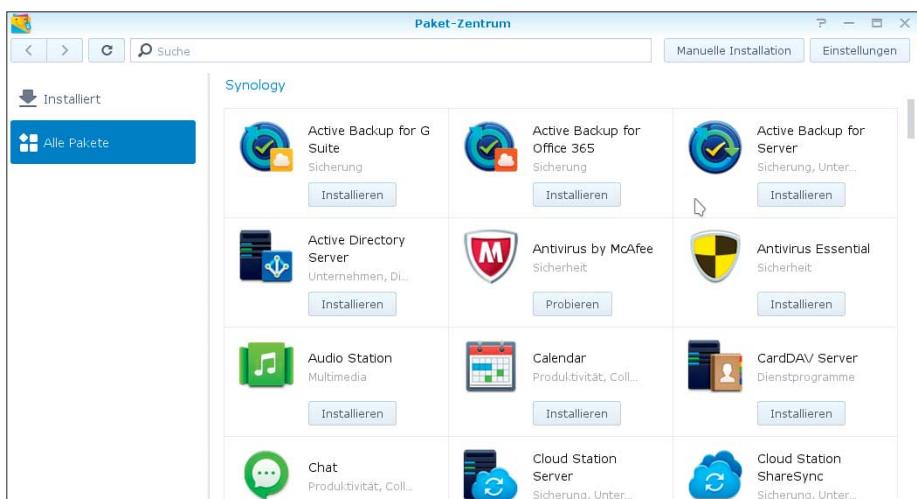 Paket-Zentrum
Suche
Manuelle Installation
Einstellungen
Installiert
Alle Pakete
Synology
Active Backup for G
Suite
Sicherung
Installieren
Active Backup for
Office 365
Sicherung
Installieren
Active Backup for
Server
Sicherung, Unter...
Installieren
Active Directory
Server
Unternehmen, Di...
Installieren
Antivirus by McAfee
Sicherheit
Probieren
Antivirus Essential
Sicherheit
Installieren
Audio Station
Multimedia
Installieren
Calendar
Produktivität, Coll...
Installieren
CardDAV Server
Dienstprogramme
Installieren
Chat
Produktivität, Coll...
Cloud Station
Server
Sicherung, Unter...
Cloud Station
ShareSync
Sicherung, Unter...